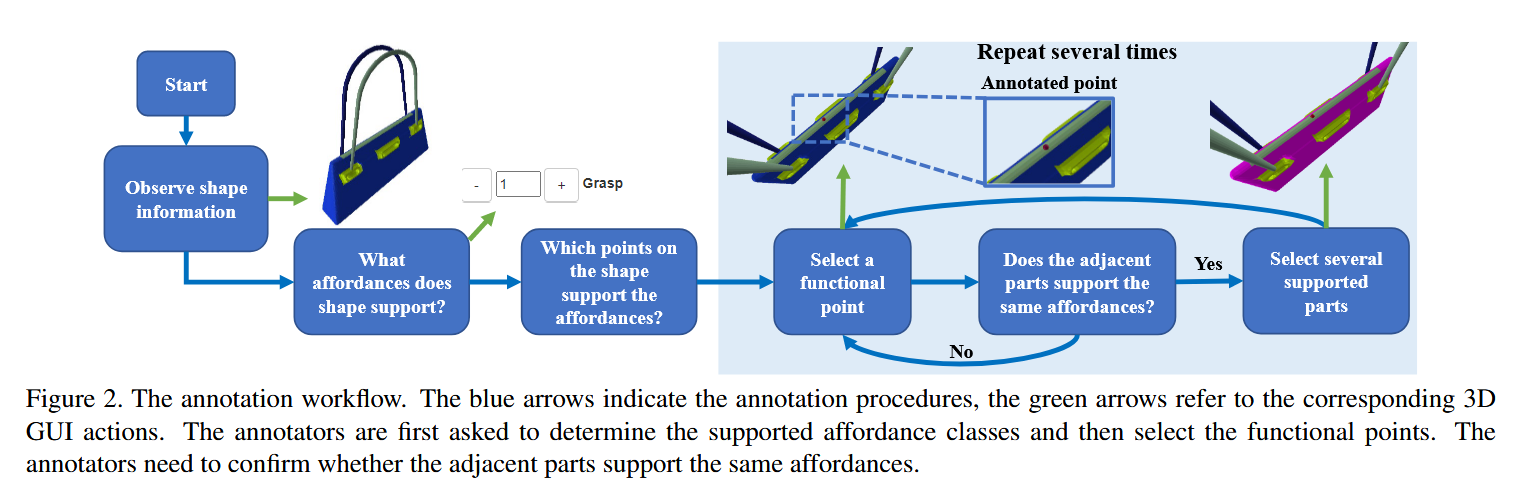 Start
Observe shape
information
- 1 + Grasp
What
affordances does
shape support?
Which points on
the shape
support the
affordances?
Repeat several times
Annotated point
Select a
functional
point
Does the adjacent
parts support the
same affordances?
Yes
No
Select several
supported
parts
Figure 2. The annotation workflow. The blue arrows indicate the annotation procedures, the green arrows refer to the corresponding 3D
GUI actions. The annotators are first asked to determine the supported affordance classes and then select the functional points. The
annotators need to confirm whether the adjacent parts support the same affordances.